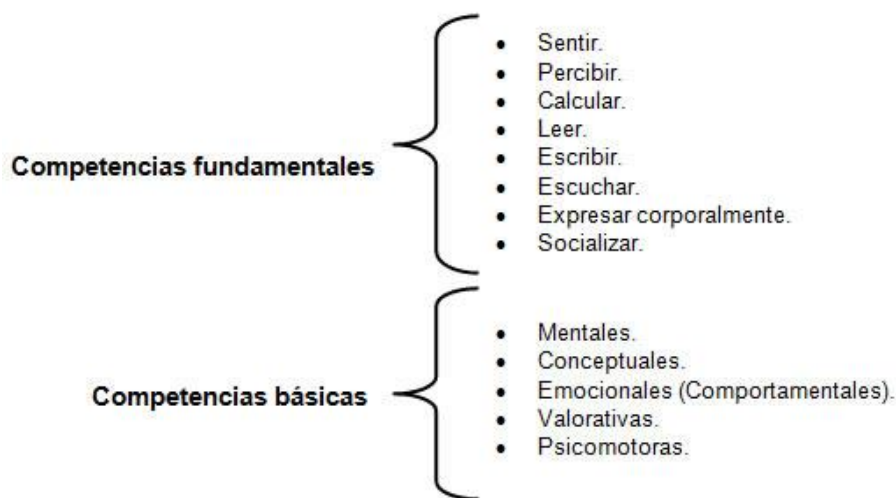 Competencias fundamentales
• Sentir.
• Percibir.
• Calcular.
• Leer.
• Escribir.
• Escuchar.
• Expresar corporalmente.
• Socializar.
Competencias básicas
• Mentales.
• Conceptuales.
• Emocionales (Comportamentales).
• Valorativas.
• Psicomotoras.